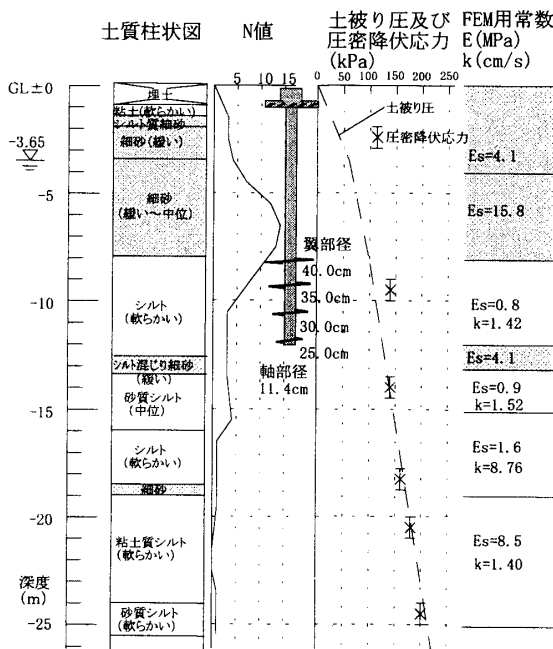 土質柱状図
N値
土被り圧及び
圧密降伏応力
(kPa)
FEM用常数
E(MPa)
k(cm/s)
5 10 15
0 50 100 150 200 250
GL±0
-3.65
-5
-10
-15
-20
深度
(m)
-25
埋土
粘土(軟らかい)
シルト質細砂
細砂(緩い)
細砂
(緩い～中位)
シルト
(軟らかい)
シルト混じり細砂
(緩い)
砂質シルト
(中位)
シルト
(軟らかい)
細砂
粘土質シルト
(軟らかい)
砂質シルト
(軟らかい)
翼部径
40.0cm
35.0cm
30.0cm
25.0cm
軸部径
11.4cm
土被り圧
圧密降伏応力
Es=4.1
Es=15.8
Es=0.8
k=1.42
Es=4.1
Es=0.9
k=1.52
Es=1.6
k=8.76
Es=8.5
k=1.40